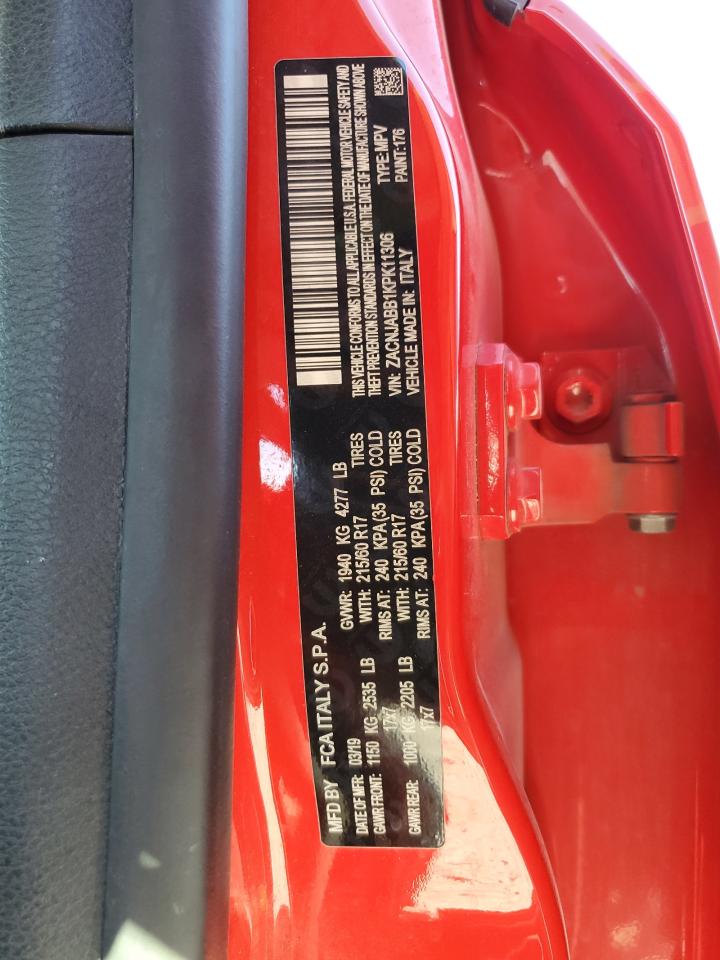 MFD BY FCA ITALY S.P.A.
DATE OF MFR: 03/19 GVWR: 1940 KG 4277 LB
GAWR FRONT: 1150 KG 2535 LB WITH: 215/60 R17 TIRES
17x7 RIMS AT: 240 KPA(35 PSI) COLD
GAWR REAR: 1000 KG 2205 LB WITH: 215/60 R17 TIRES
17x7 RIMS AT: 240 KPA(35 PSI) COLD
THIS VEHICLE CONFORMS TO ALL APPLICABLE U.S.A. FEDERAL MOTOR VEHICLE SAFETY AND
THEFT PREVENTION STANDARDS IN EFFECT ON THE DATE OF MANUFACTURE SHOWN ABOVE
VIN: ZACNJABB1KPK11306 TYPE: MPV
VEHICLE MADE IN: ITALY PAINT: 176